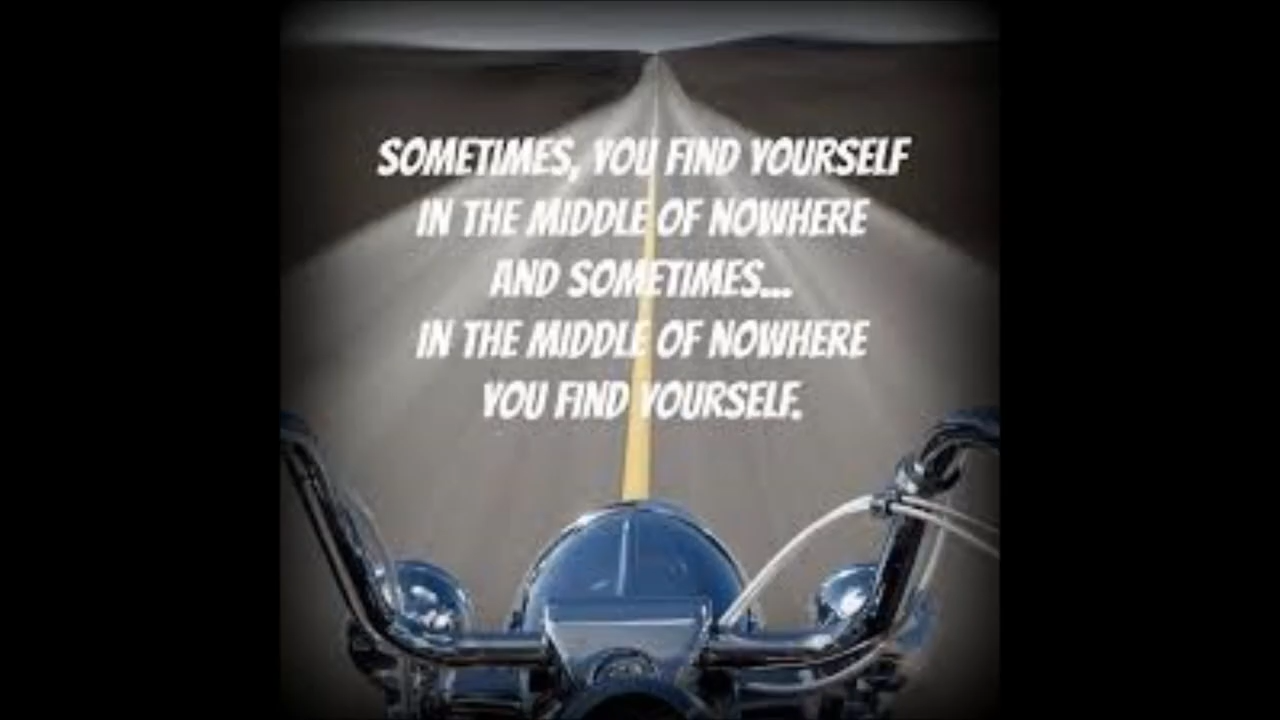 SOMETIMES, YOU FIND YOURSELF
IN THE MIDDLE OF NOWHERE
AND SOMETIMES...
IN THE MIDDLE OF NOWHERE
YOU FIND YOURSELF.